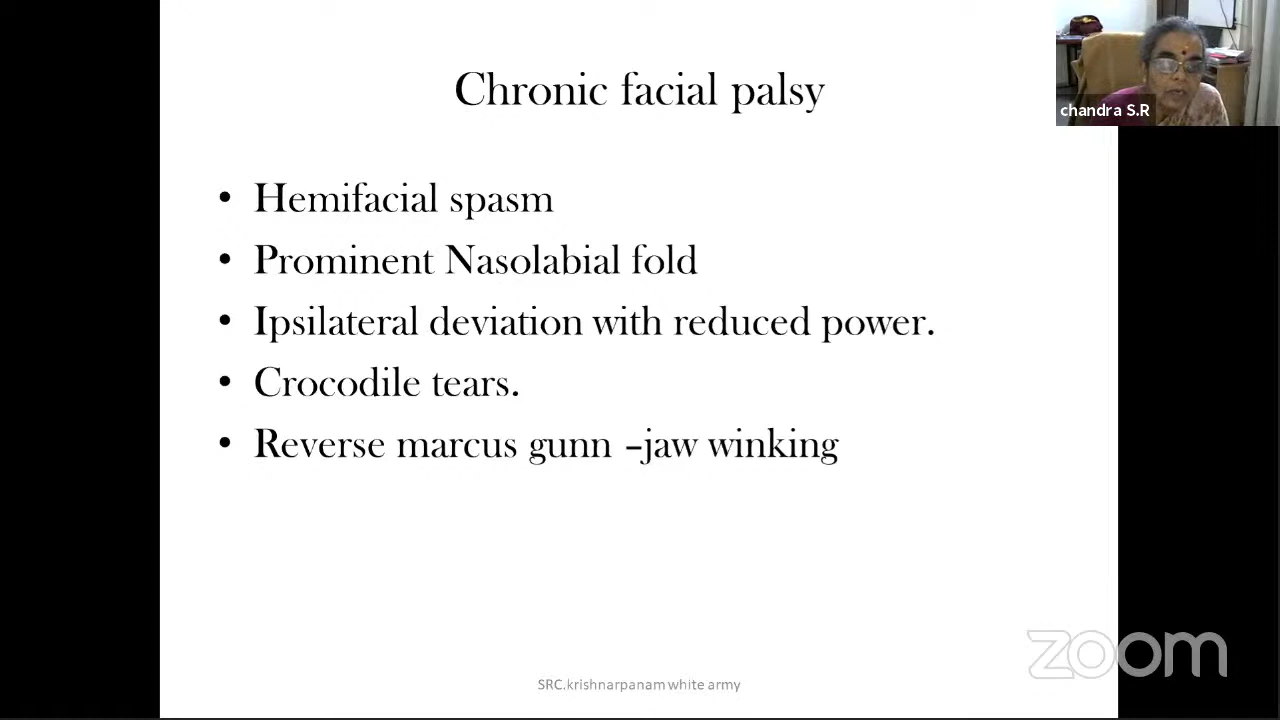 Chronic facial palsy
chandra S.R
• Hemifacial spasm
• Prominent Nasolabial fold
• Ipsilateral deviation with reduced power.
• Crocodile tears.
• Reverse marcus gunn –jaw winking
zoom
SRC.krishnarpanam white army